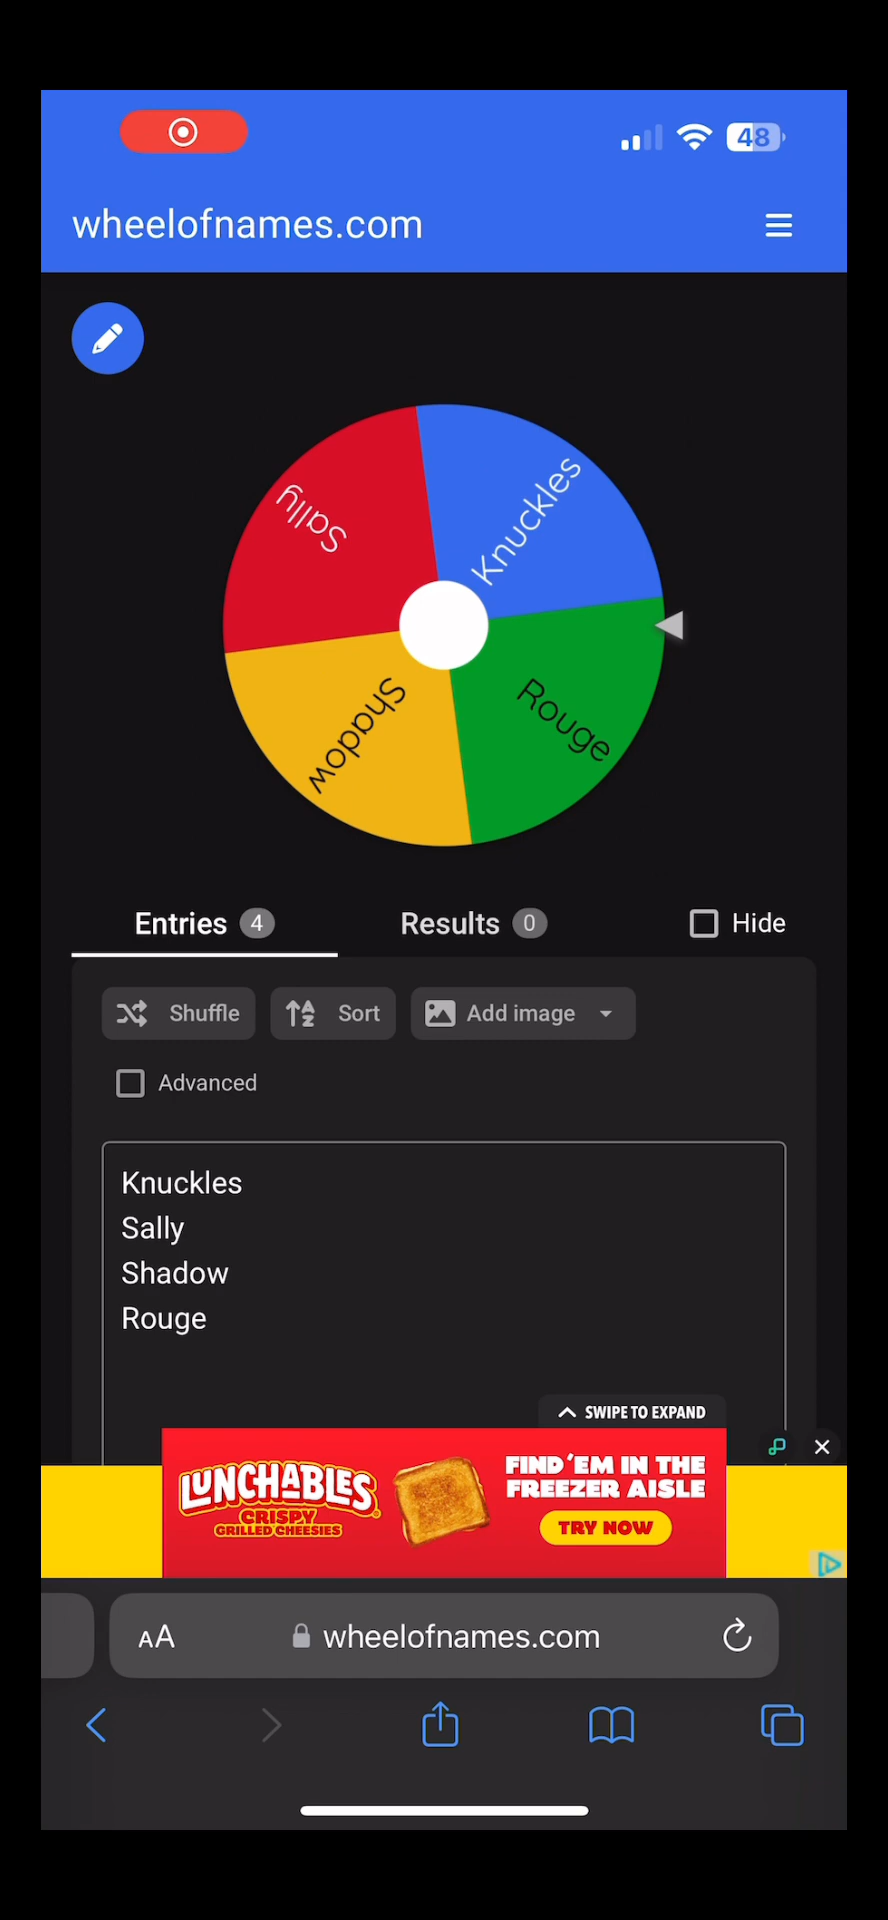 48
wheelofnames.com
Knuckles
Sally
Shadow
Rouge
Entries 4 Results 0 Hide
Shuffle Sort Add image
Advanced
Knuckles
Sally
Shadow
Rouge
SWIPE TO EXPAND
LUNCHABLES
CRISPY
GRILLED CHEESIES
FIND 'EM IN THE
FREEZER AISLE
TRY NOW
AA wheelofnames.com